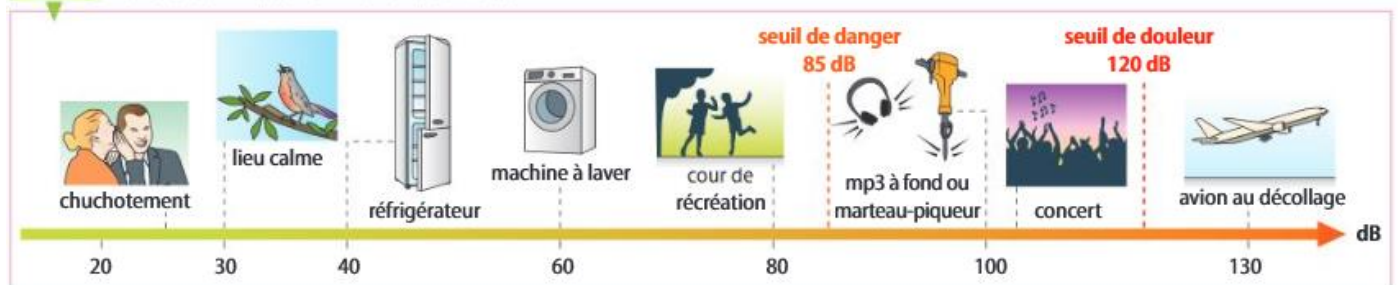 seuil de danger
85 dB
seuil de douleur
120 dB
chuchotement
lieu calme
réfrigérateur
machine à laver
cour de
récréation
mp3 à fond ou
marteau-piqueur
concert
avion au décollage
dB
20
30
40
60
80
100
130